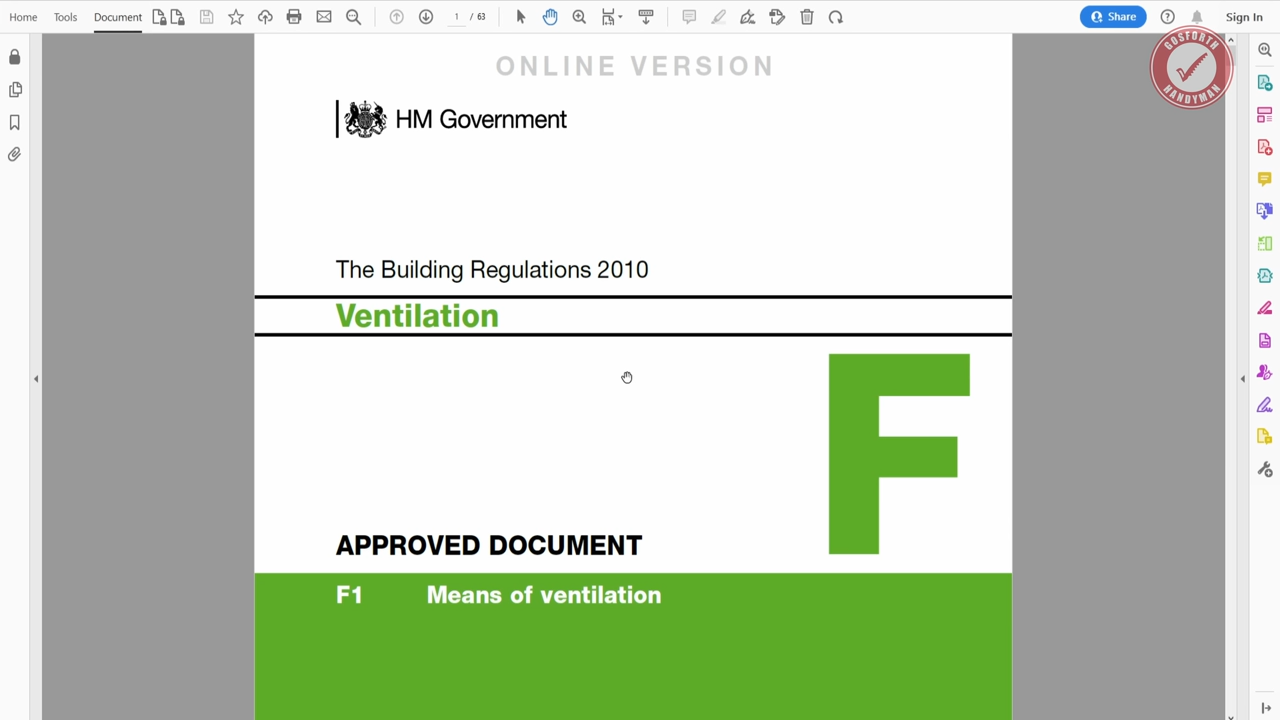 Home Tools Document 1 / 63 Share Sign In
GOSFORTH
HANDYMAN
ONLINE VERSION
HM Government
The Building Regulations 2010
Ventilation
F
APPROVED DOCUMENT
F1 Means of ventilation